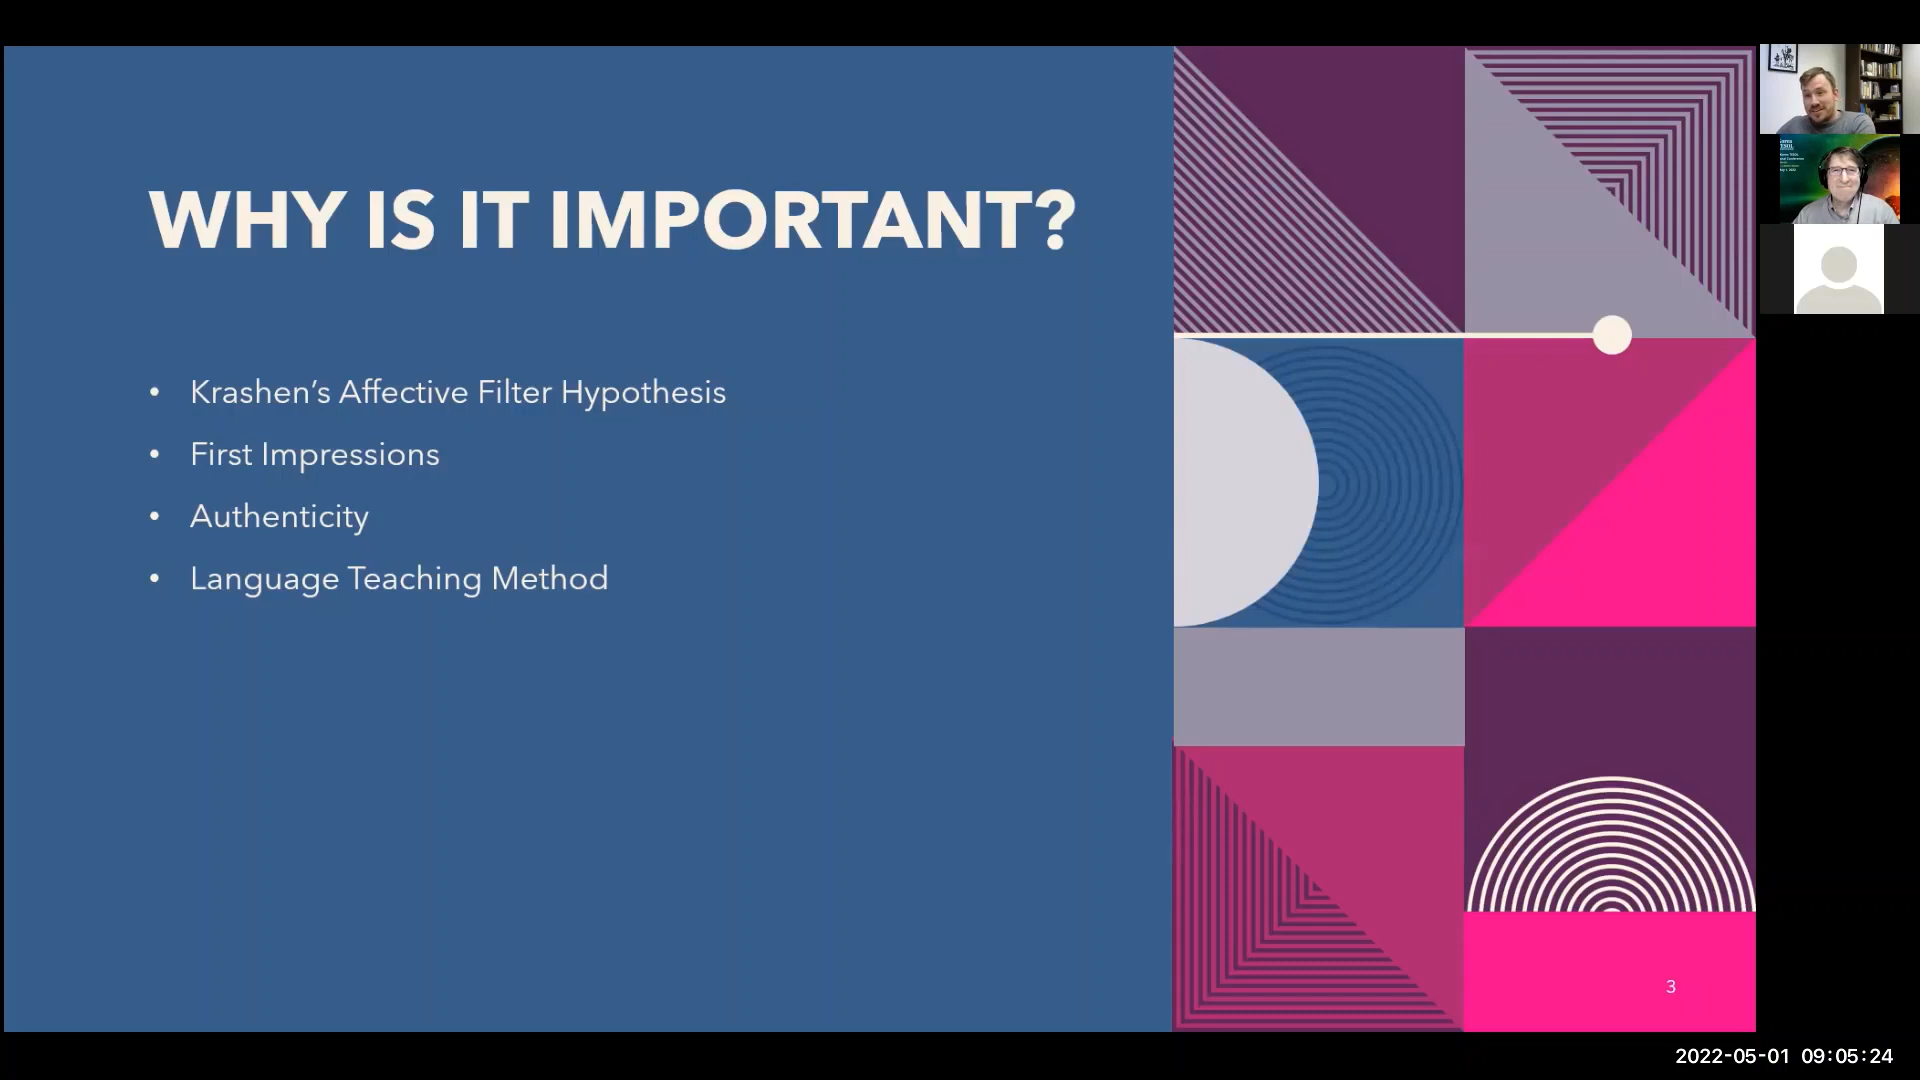 WHY IS IT IMPORTANT?
• Krashen’s Affective Filter Hypothesis
• First Impressions
• Authenticity
• Language Teaching Method
3
TESOL
2022-05-01 09:05:24